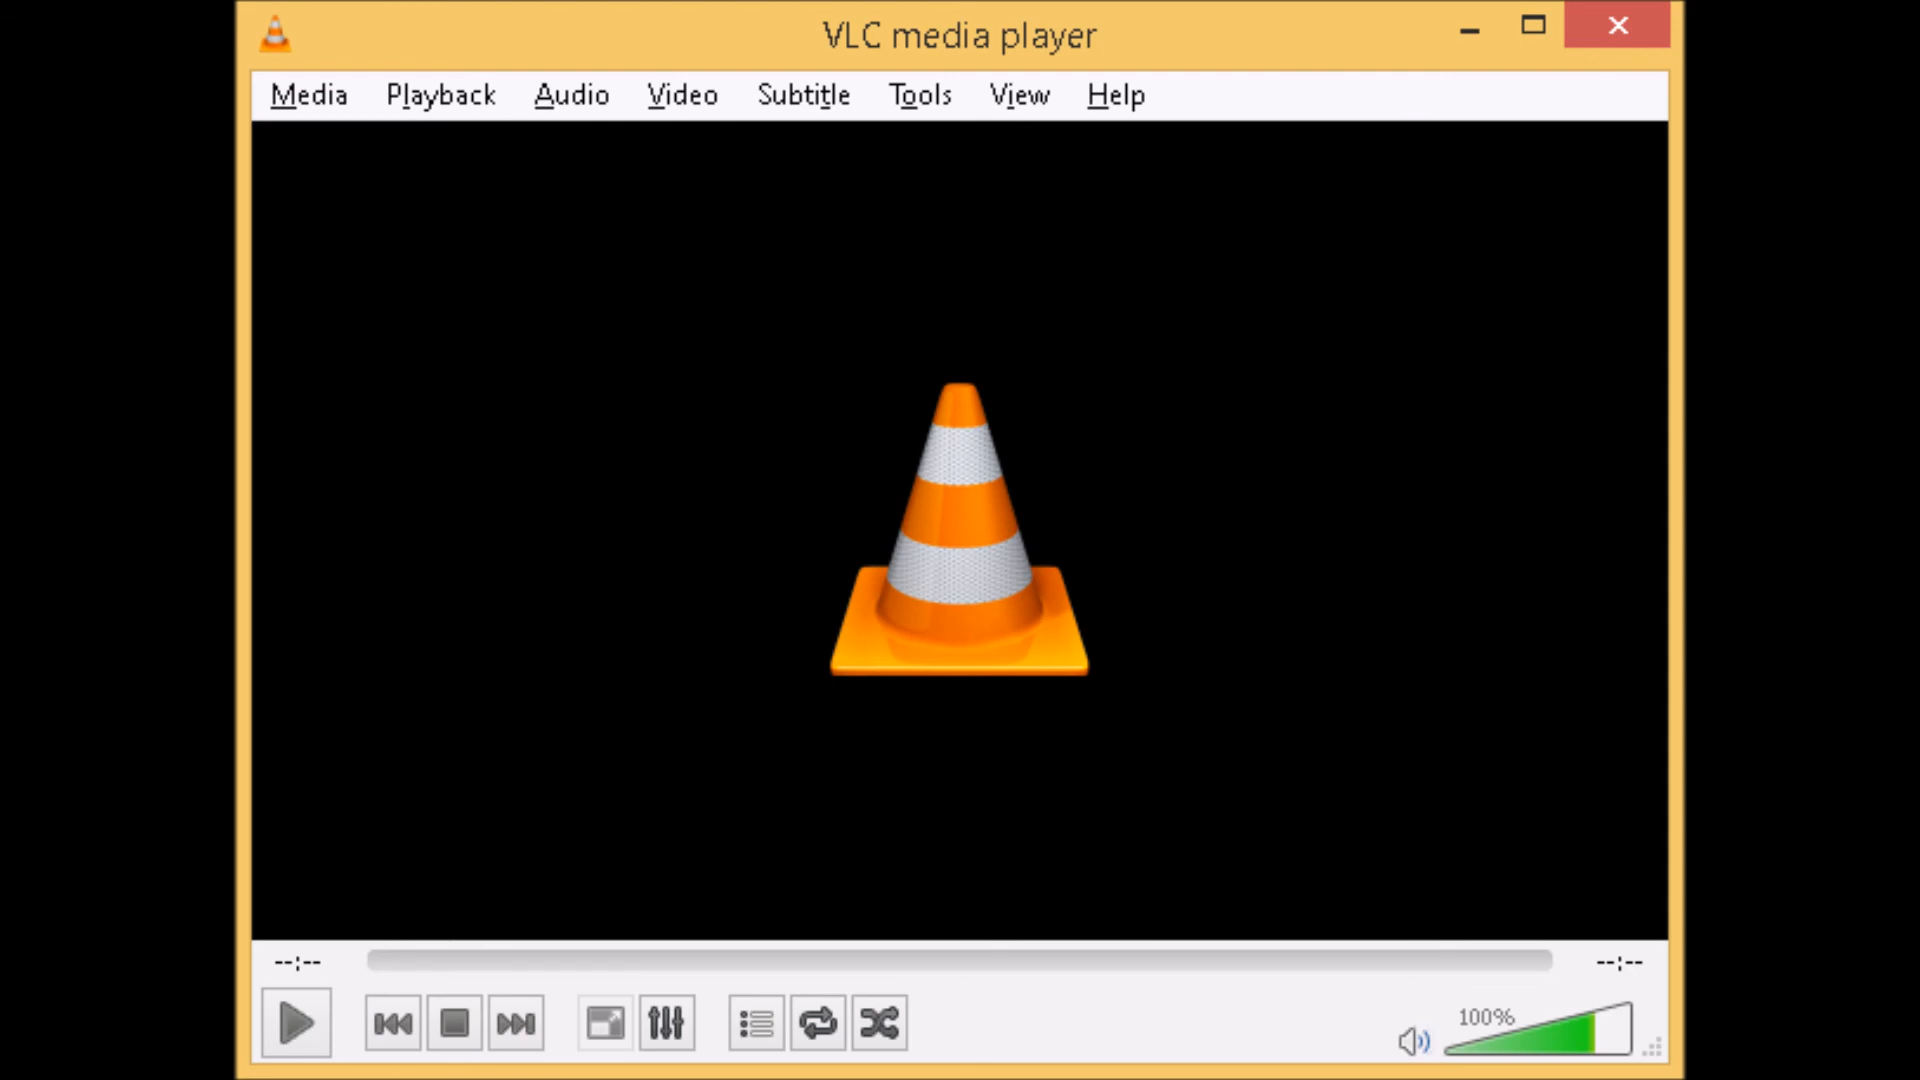 VLC media player
Media Playback Audio Video Subtitle Tools View Help
--:-- --:--
100%